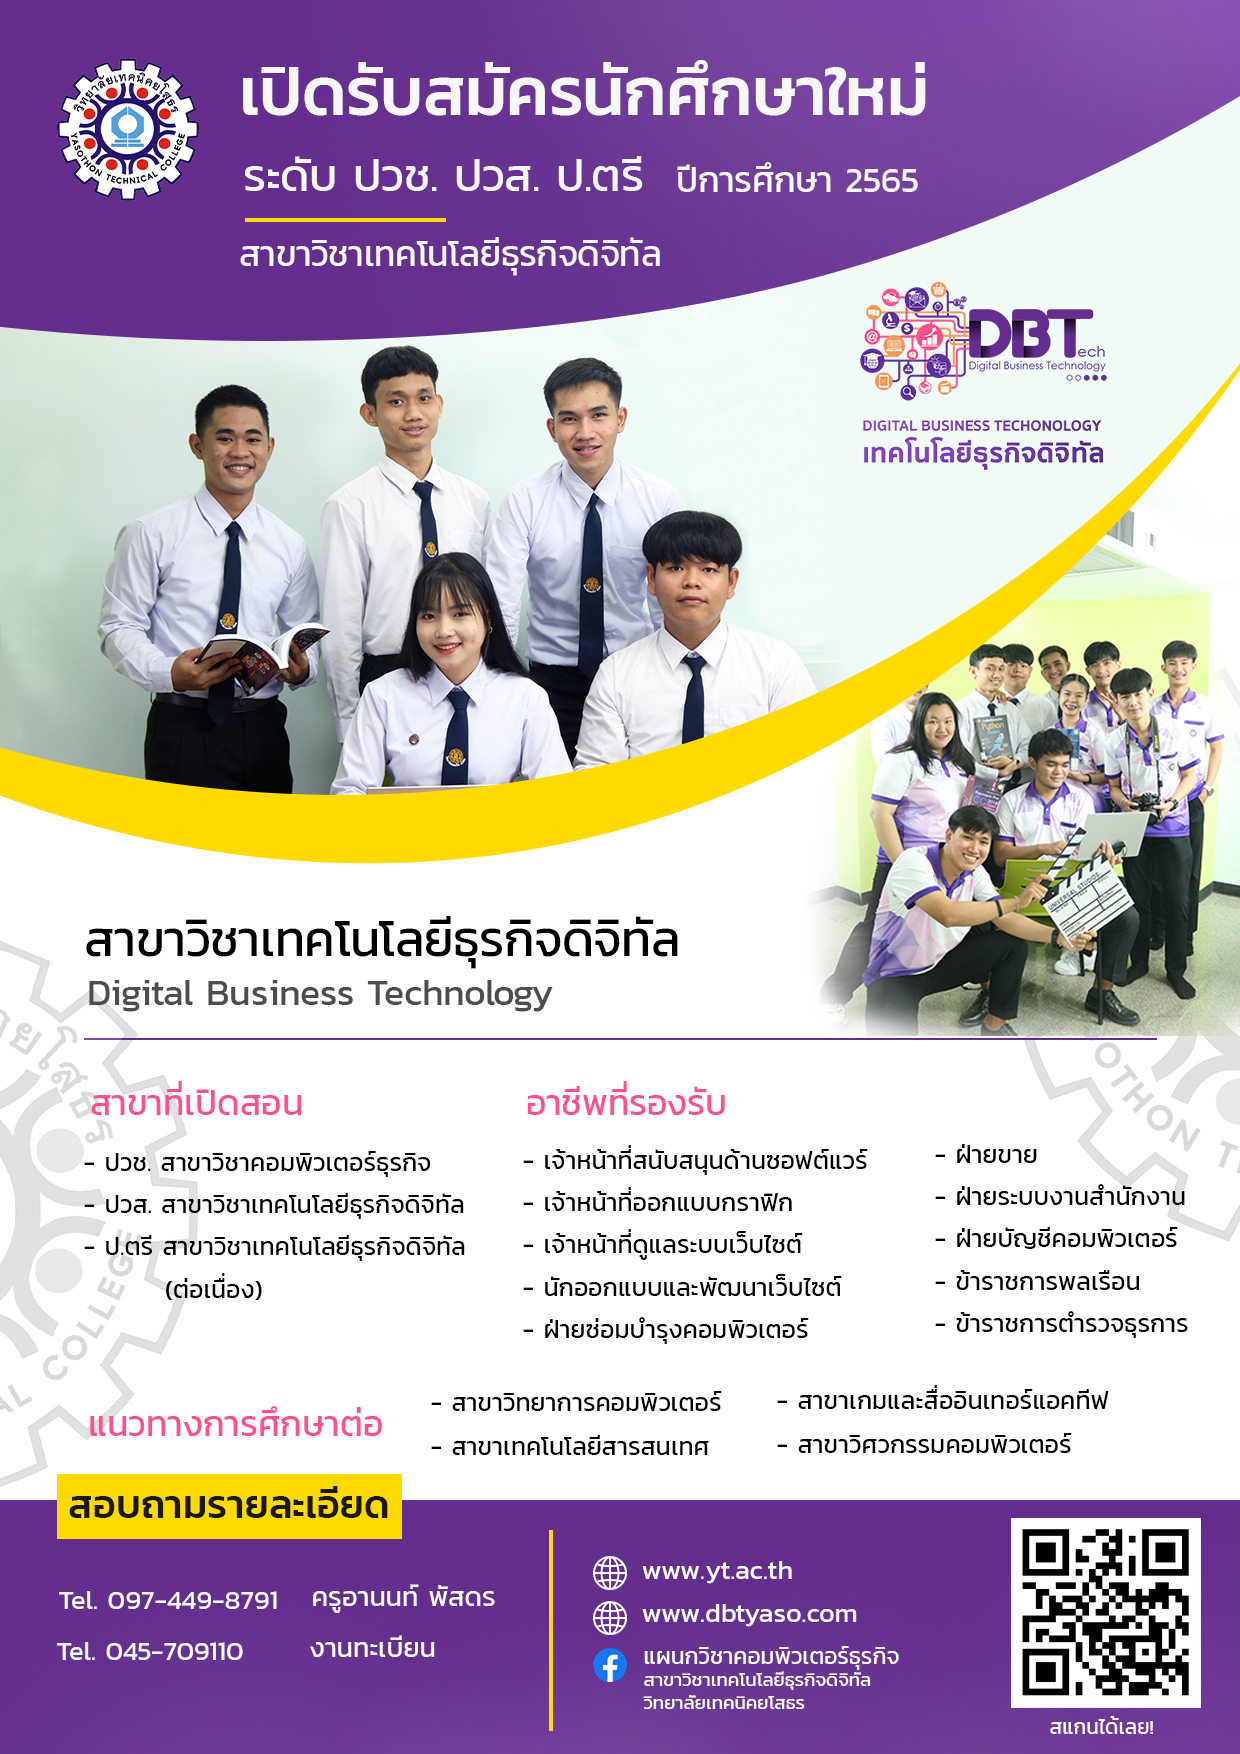 วิทยาลัยเทคนิคยโสธร
YASOTHON TECHNICAL COLLEGE
เปิดรับสมัครนักศึกษาใหม่
ระดับ ปวช. ปวส. ป.ตรี ปีการศึกษา 2565
สาขาวิชาเทคโนโลยีธุรกิจดิจิทัล
DBTech
Digital Business Technology
DIGITAL BUSINESS TECHONOLOGY
เทคโนโลยีธุรกิจดิจิทัล
Python
UNIVERSAL STUDIOS
สาขาวิชาเทคโนโลยีธุรกิจดิจิทัล
Digital Business Technology
สาขาที่เปิดสอน
- ปวช. สาขาวิชาคอมพิวเตอร์ธุรกิจ
- ปวส. สาขาวิชาเทคโนโลยีธุรกิจดิจิทัล
- ป.ตรี สาขาวิชาเทคโนโลยีธุรกิจดิจิทัล
(ต่อเนื่อง)
อาชีพที่รองรับ
- เจ้าหน้าที่สนับสนุนด้านซอฟต์แวร์
- เจ้าหน้าที่ออกแบบกราฟิก
- เจ้าหน้าที่ดูแลระบบเว็บไซต์
- นักออกแบบและพัฒนาเว็บไซต์
- ฝ่ายซ่อมบำรุงคอมพิวเตอร์
- ฝ่ายขาย
- ฝ่ายระบบงานสำนักงาน
- ฝ่ายบัญชีคอมพิวเตอร์
- ข้าราชการพลเรือน
- ข้าราชการตำรวจธุรการ
แนวทางการศึกษาต่อ
- สาขาวิทยาการคอมพิวเตอร์
- สาขาเทคโนโลยีสารสนเทศ
- สาขาเกมและสื่ออินเทอร์แอคทีฟ
- สาขาวิศวกรรมคอมพิวเตอร์
สอบถามรายละเอียด
Tel. 097-449-8791 ครูอานนท์ พัสดร
Tel. 045-709110 งานทะเบียน
www.yt.ac.th
www.dbtyaso.com
แผนกวิชาคอมพิวเตอร์ธุรกิจ
สาขาวิชาเทคโนโลยีธุรกิจดิจิทัล
วิทยาลัยเทคนิคยโสธร
สแกนได้เลย!